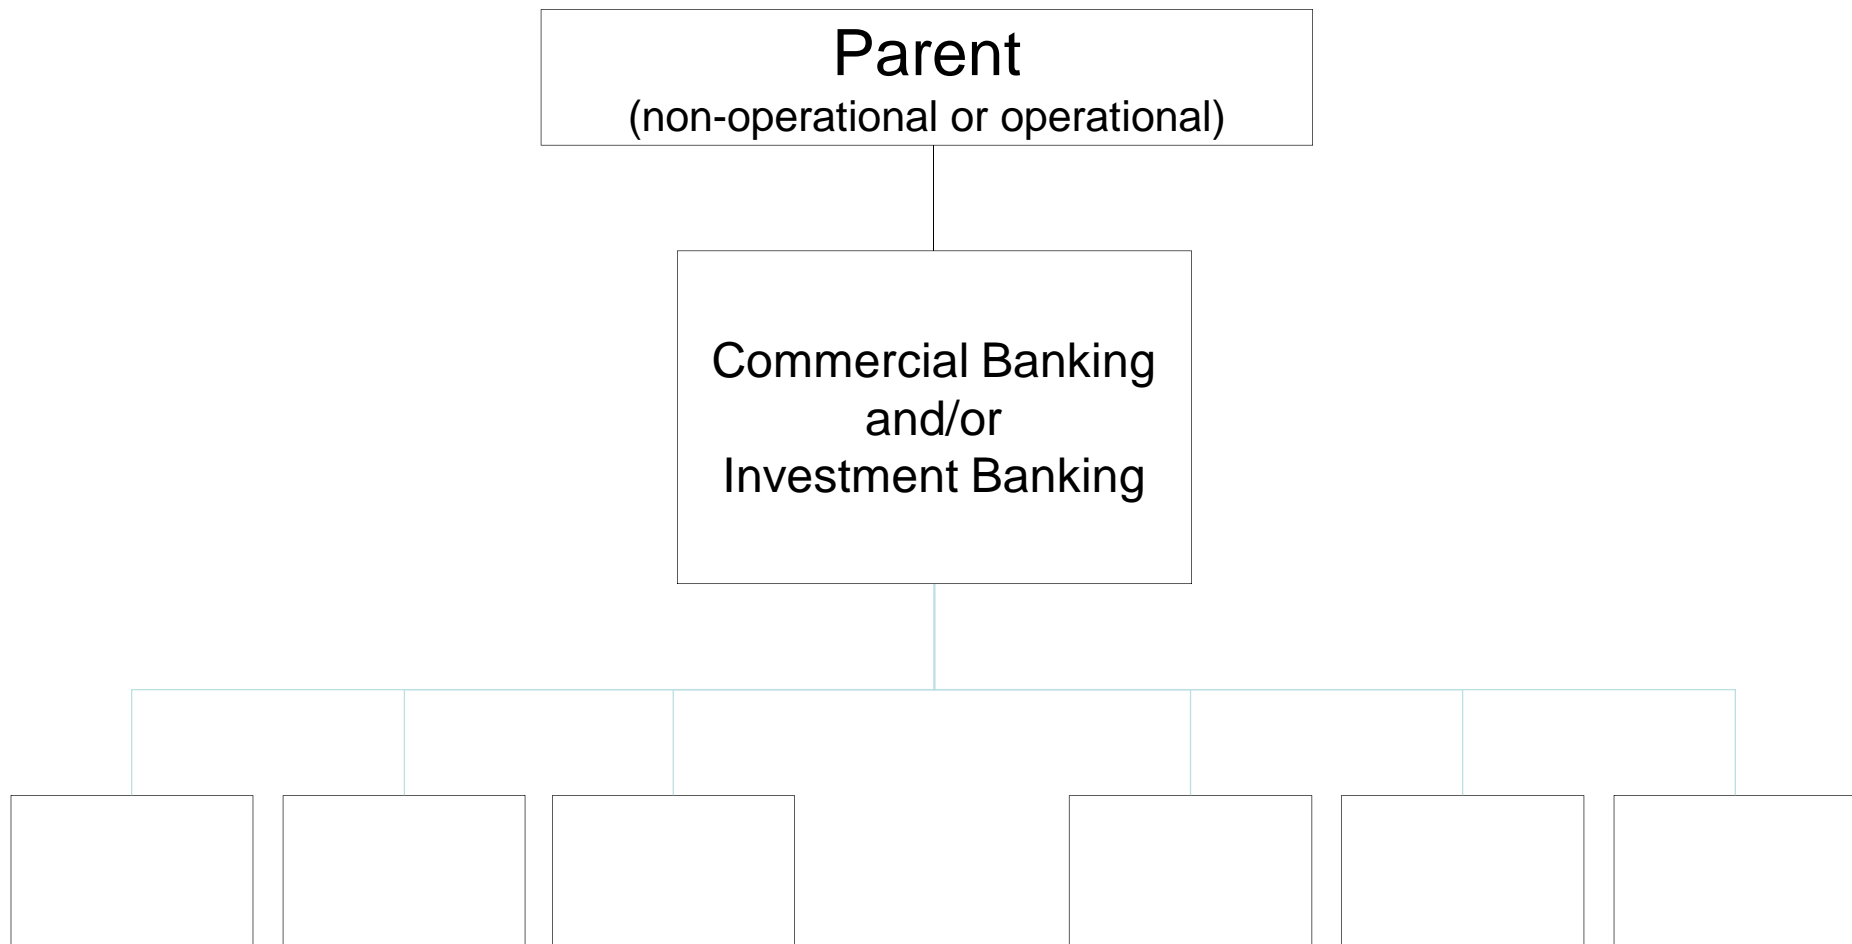 Parent
(non-operational or operational)
Commercial Banking
and/or
Investment Banking